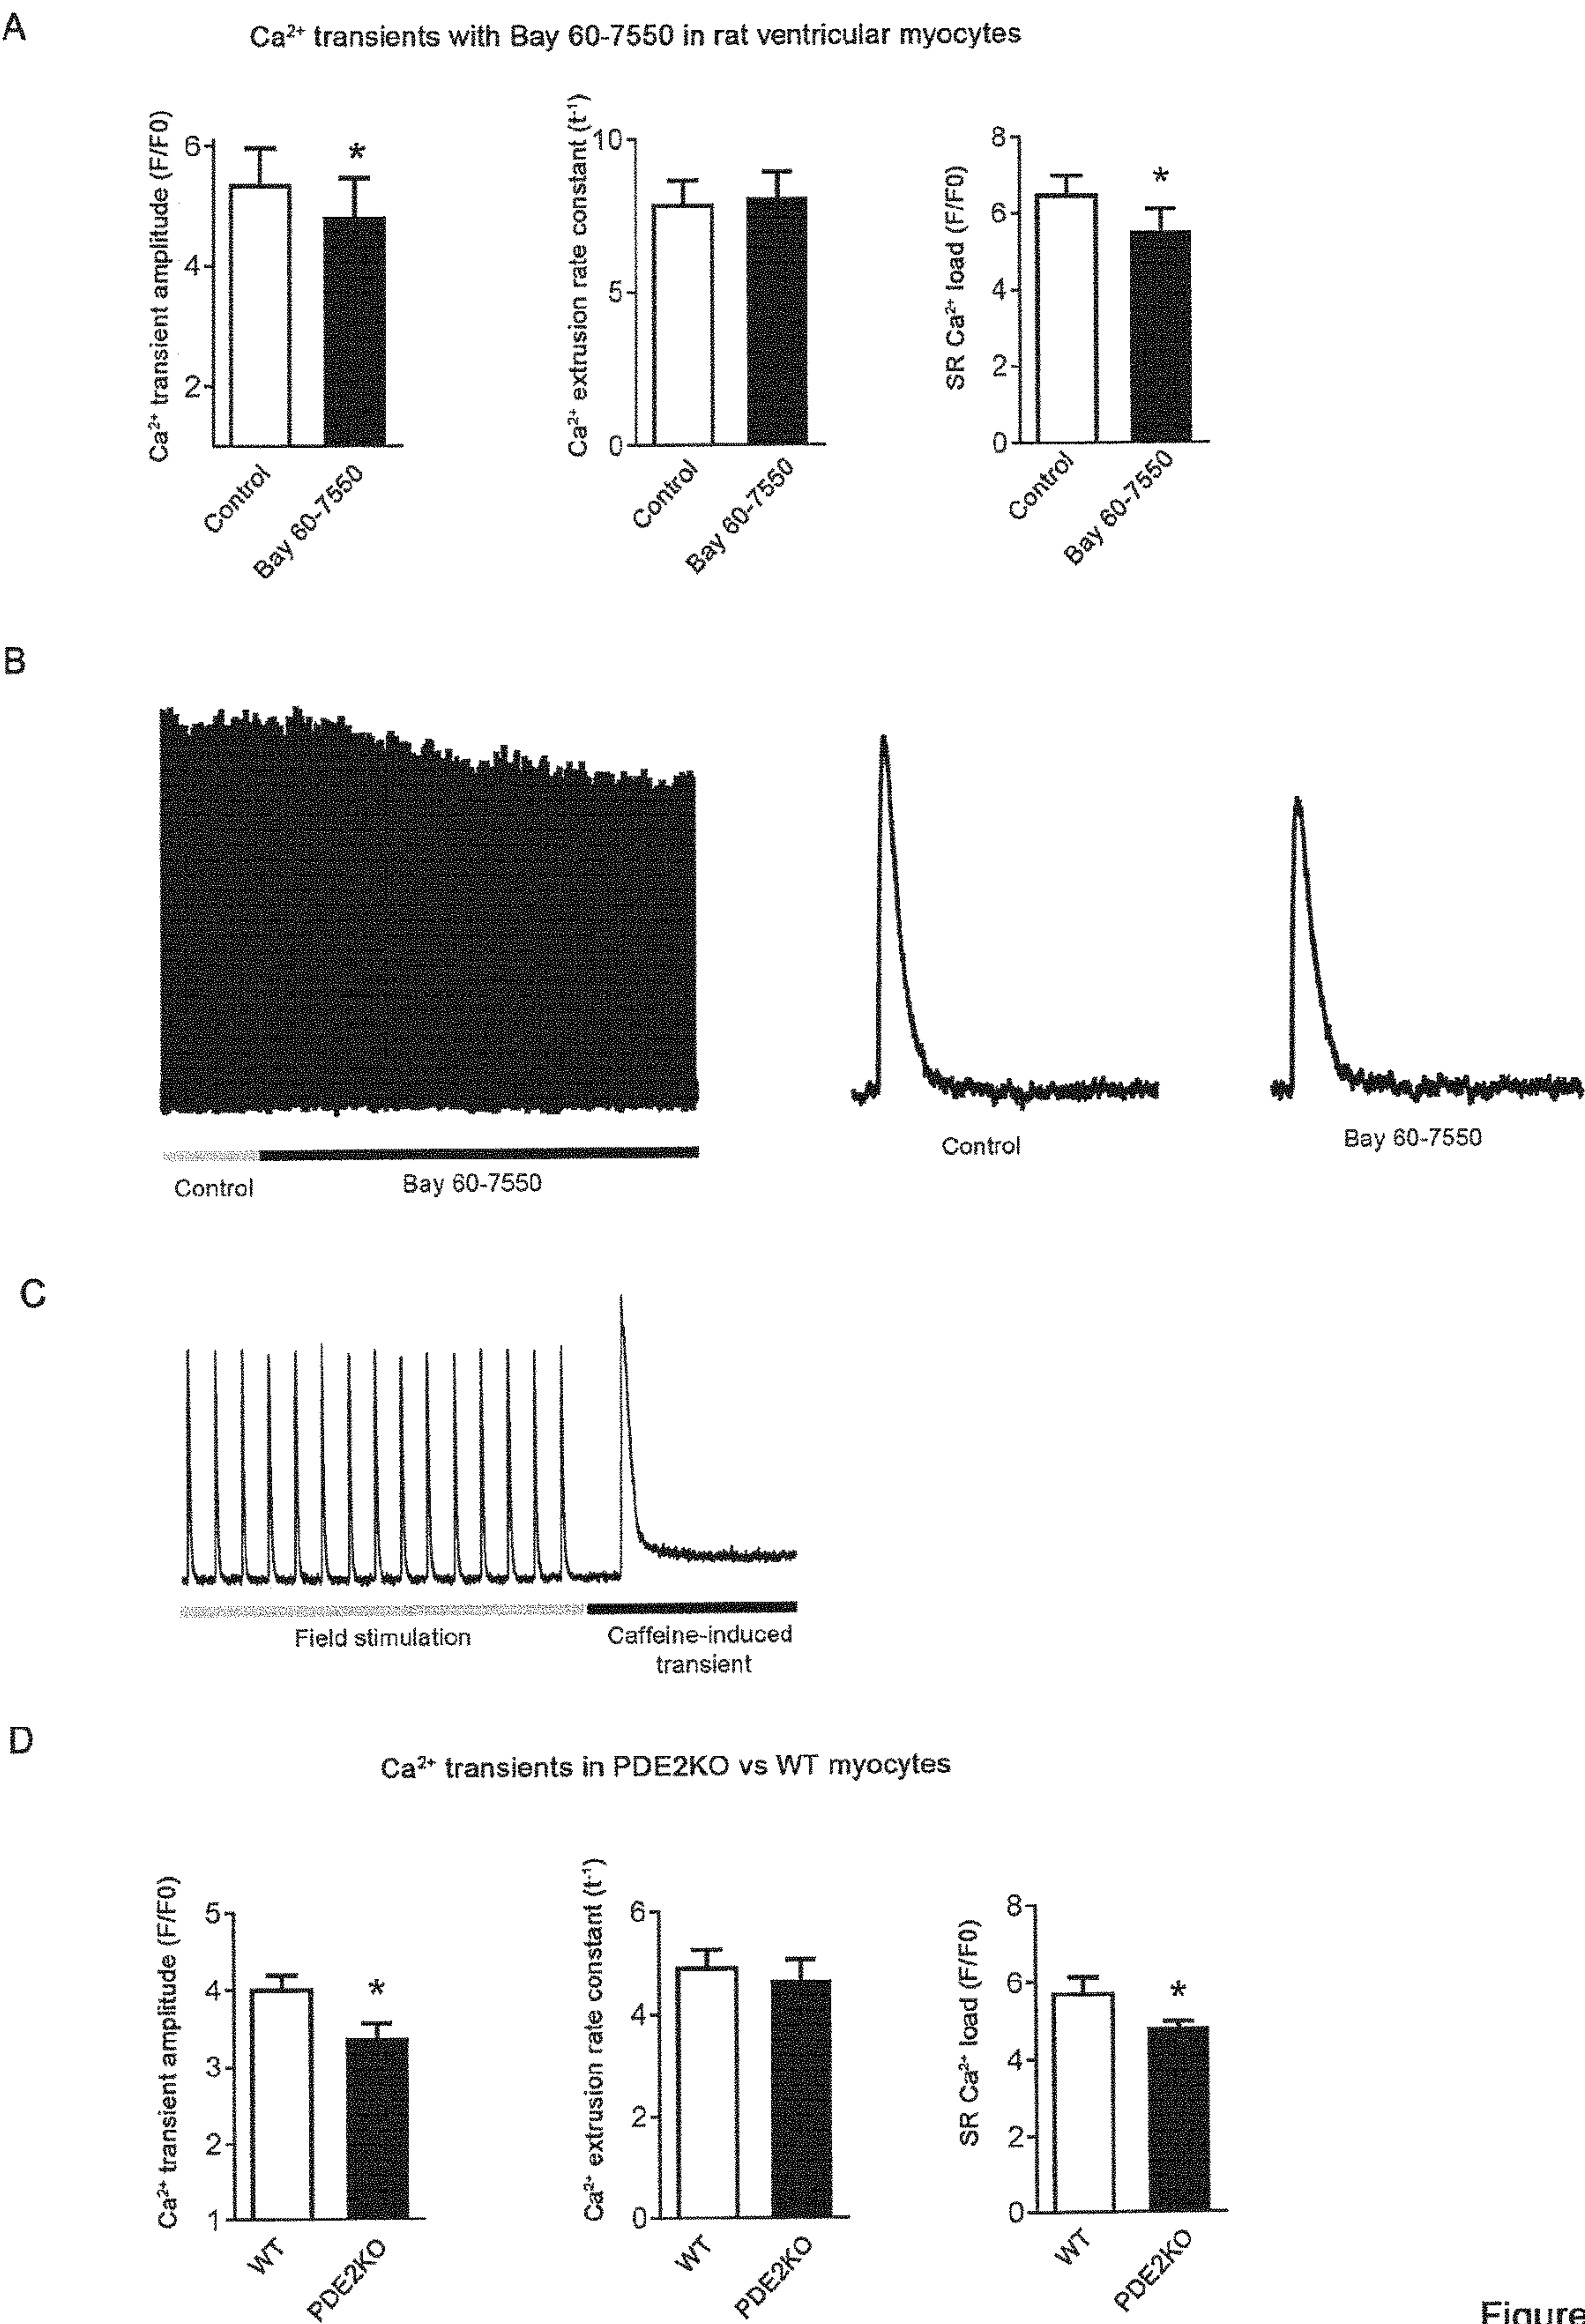 A
Ca²⁺ transients with Bay 60-7550 in rat ventricular myocytes
Ca²⁺ transient amplitude (F/F0)
6
4
2
Control
Bay 60-7550
*
Ca²⁺ extrusion rate constant (t⁻¹)
10
5
0
Control
Bay 60-7550
SR Ca²⁺ load (F/F0)
8
6
4
2
0
Control
Bay 60-7550
*
B
Control
Bay 60-7550
Control
Bay 60-7550
C
Field stimulation
Caffeine-induced
transient
D
Ca²⁺ transients in PDE2KO vs WT myocytes
Ca²⁺ transient amplitude (F/F0)
5
4
3
2
1
WT
PDE2KO
*
Ca²⁺ extrusion rate constant (t⁻¹)
6
4
2
0
WT
PDE2KO
SR Ca²⁺ load (F/F0)
8
6
4
2
0
WT
PDE2KO
*
Figure